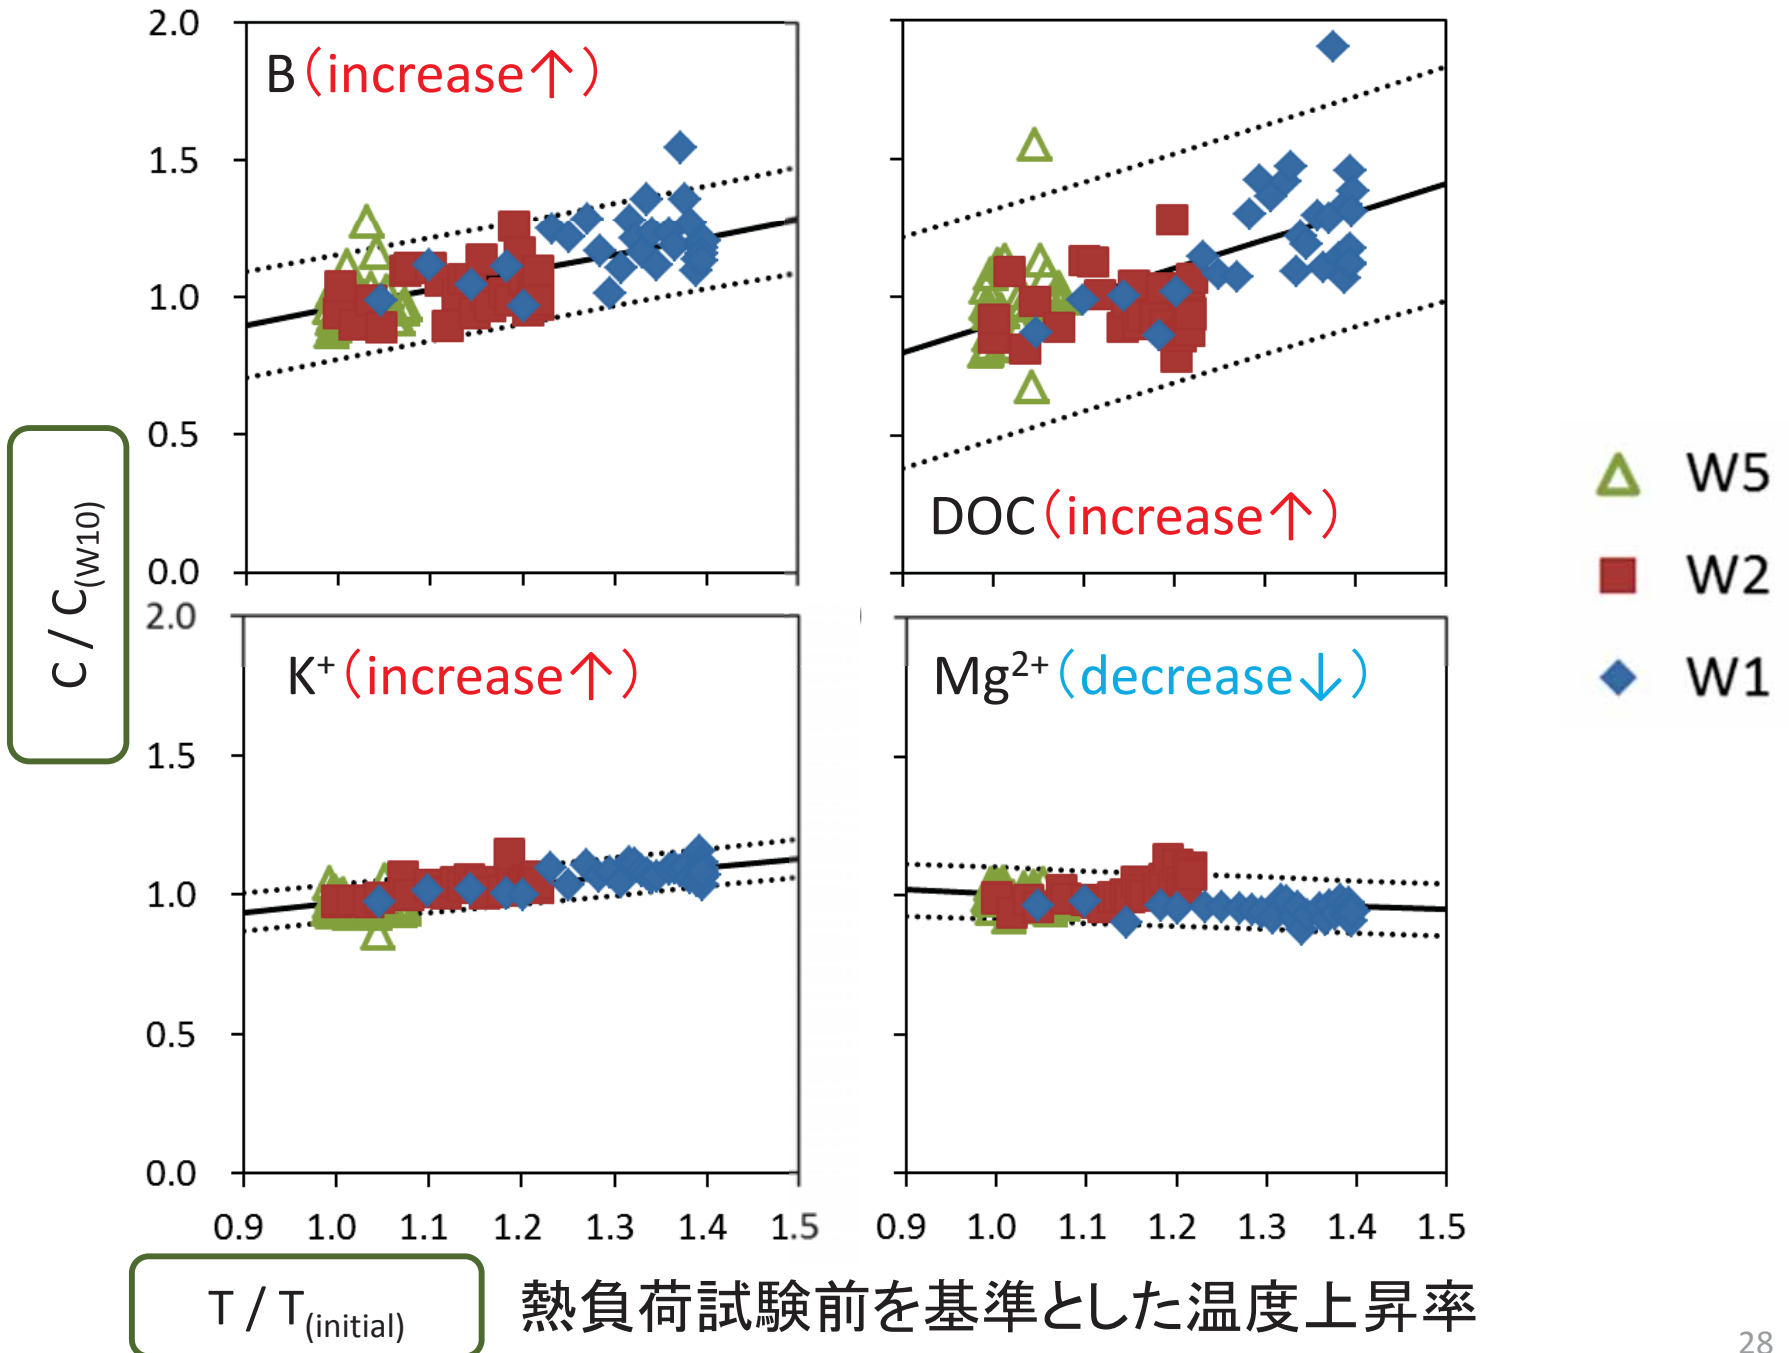 2.0
1.5
1.0
0.5
0.0
B（increase↑）
DOC（increase↑）
W5
W2
W1
C / C(W10)
2.0
1.5
1.0
0.5
0.0
K⁺（increase↑）
Mg²⁺（decrease↓）
0.9 1.0 1.1 1.2 1.3 1.4 1.5
0.9 1.0 1.1 1.2 1.3 1.4 1.5
T / T(initial)
熱負荷試験前を基準とした温度上昇率
28